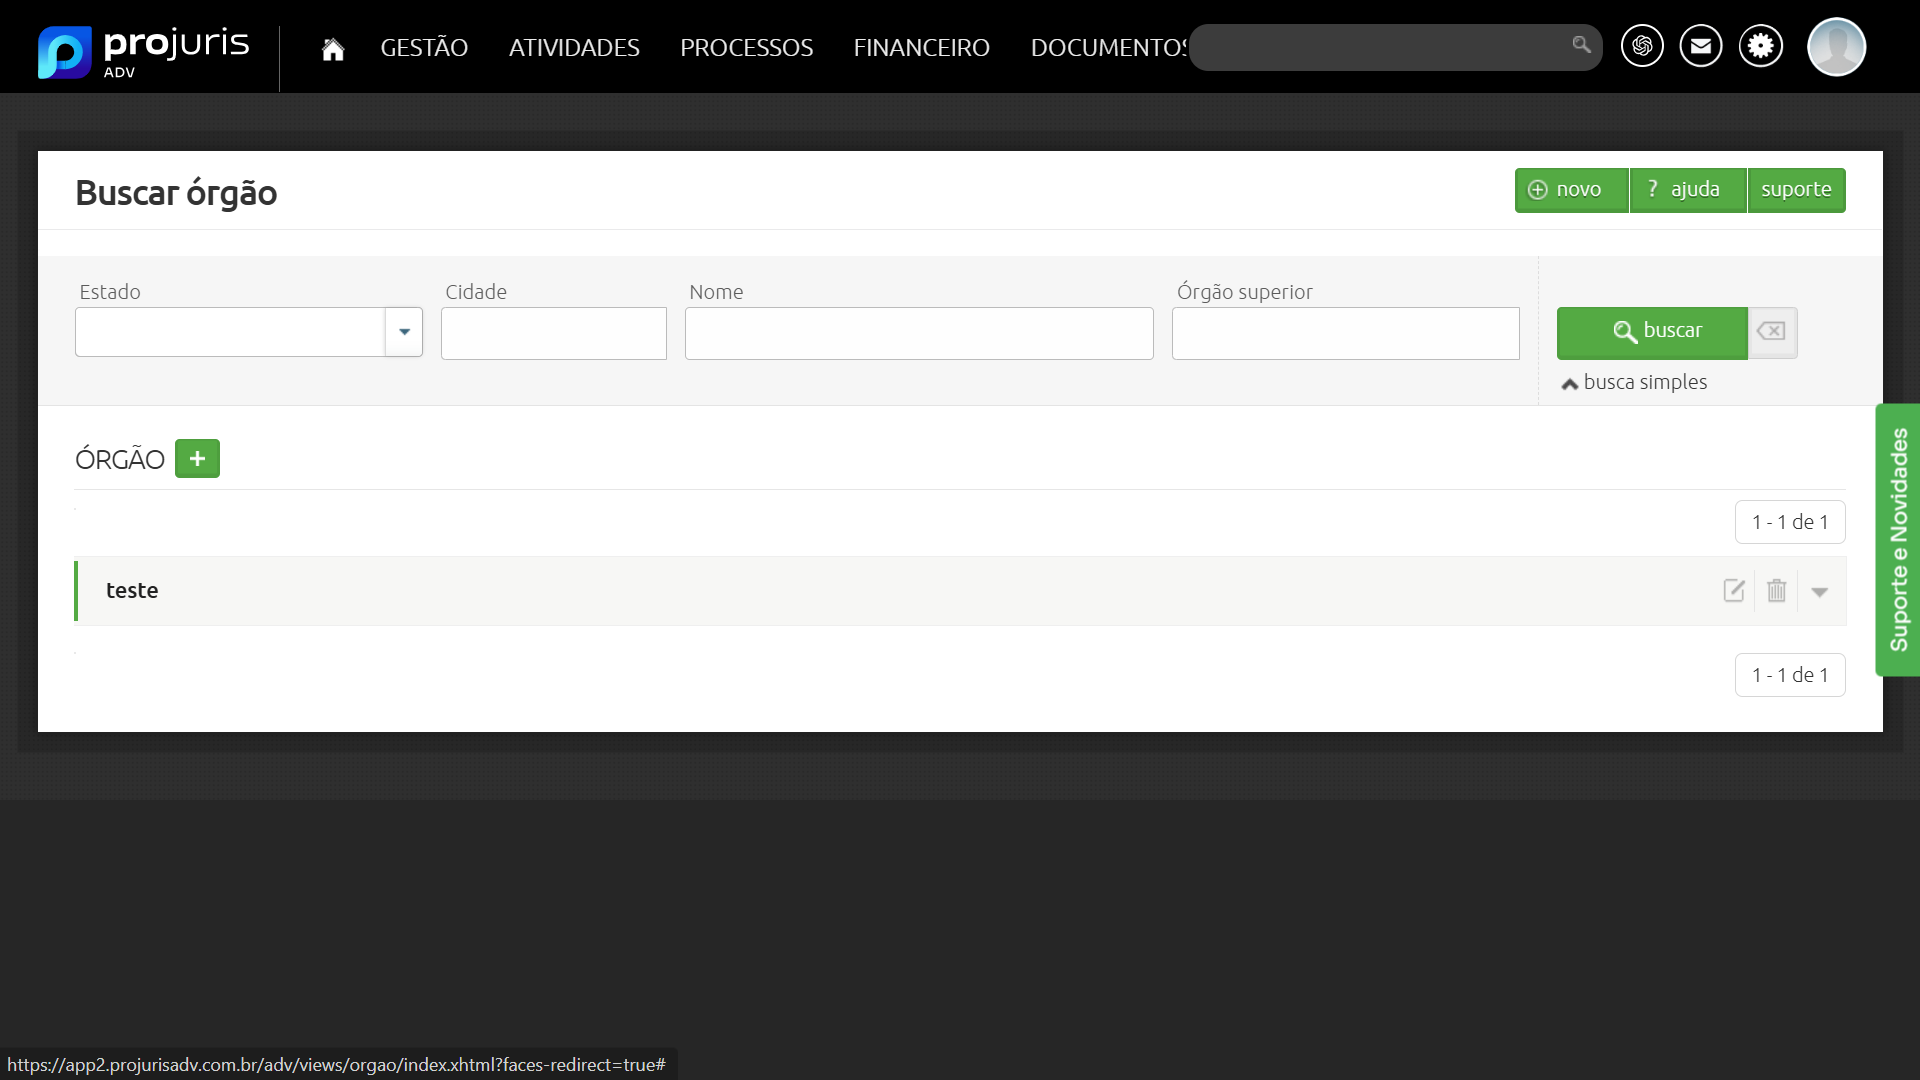 projuris
ADV
GESTÃO
ATIVIDADES
PROCESSOS
FINANCEIRO
DOCUMENTOS
Buscar órgão
novo
? ajuda
suporte
Estado
Cidade
Nome
Órgão superior
buscar
busca simples
ÓRGÃO +
1 - 1 de 1
teste
1 - 1 de 1
Suporte e Novidades
https://app2.projurisadv.com.br/adv/views/orgao/index.xhtml?faces-redirect=true#